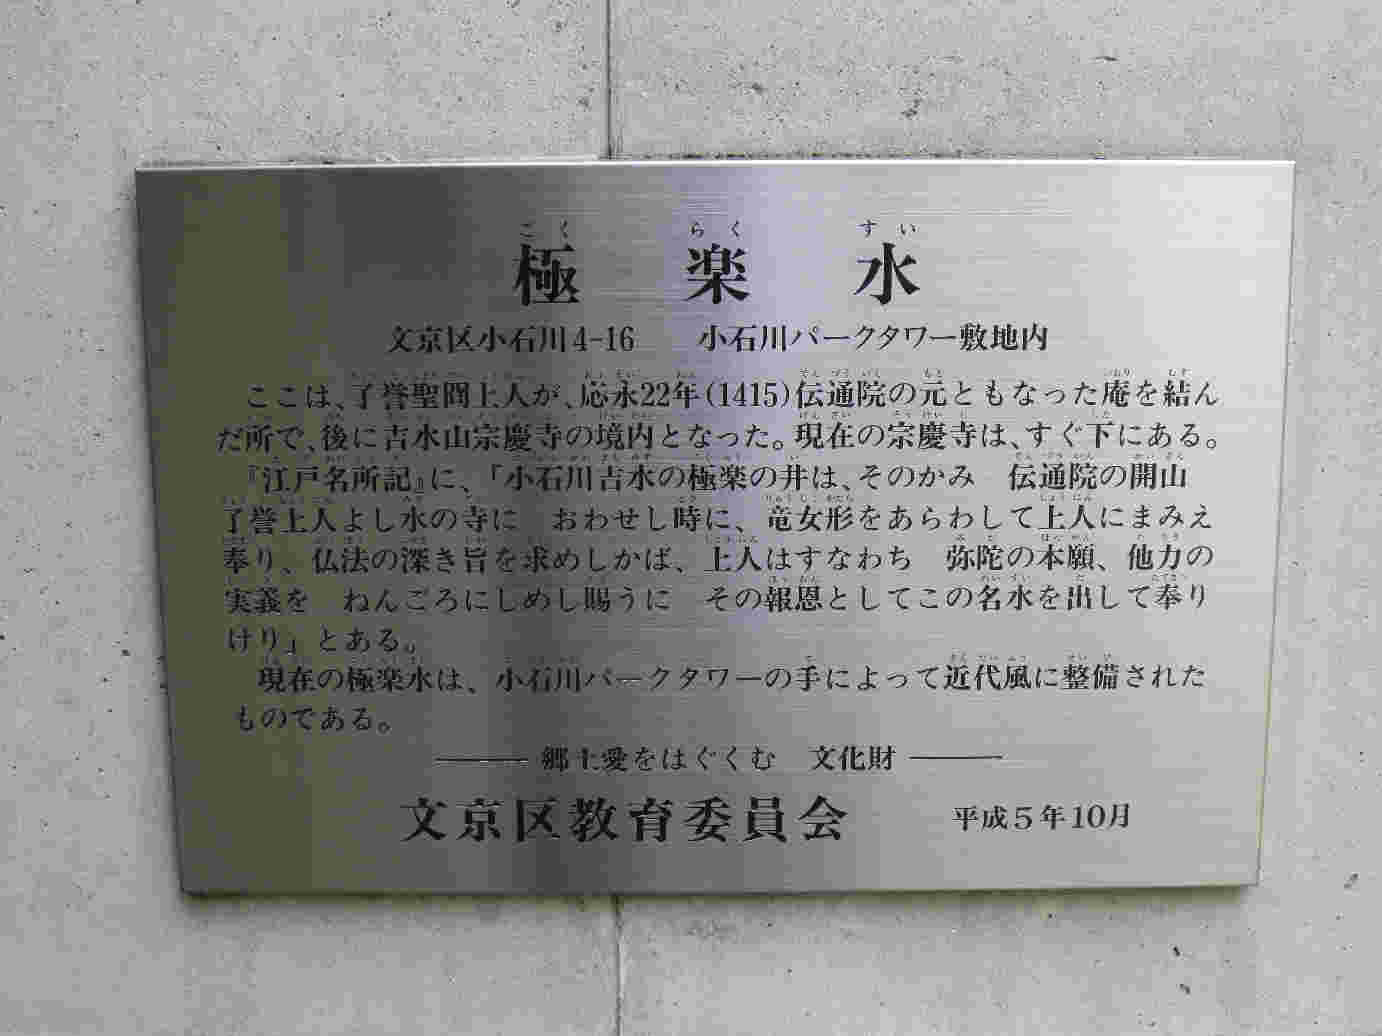 極楽水
文京区小石川4-16　小石川パークタワー敷地内
ここは、了誉聖冏上人が、応永22年(1415)伝通院の元ともなった庵を結ん
だ所で、後に吉水山宗慶寺の境内となった。現在の宗慶寺は、すぐ下にある。
『江戸名所記』に、「小石川吉水の極楽の井は、そのかみ　伝通院の開山
了誉上人よし水の寺に　おわせし時に、竜女形をあらわして上人にまみえ
奉り、仏法の深き旨を求めしかば、上人はすなわち　弥陀の本願、他力の
実義を　ねんごろにしめし賜うに　その報恩としてこの名水を出して奉り
けり」とある。
現在の極楽水は、小石川パークタワーの手によって近代風に整備された
ものである。
郷土愛をはぐくむ　文化財
文京区教育委員会　平成5年10月